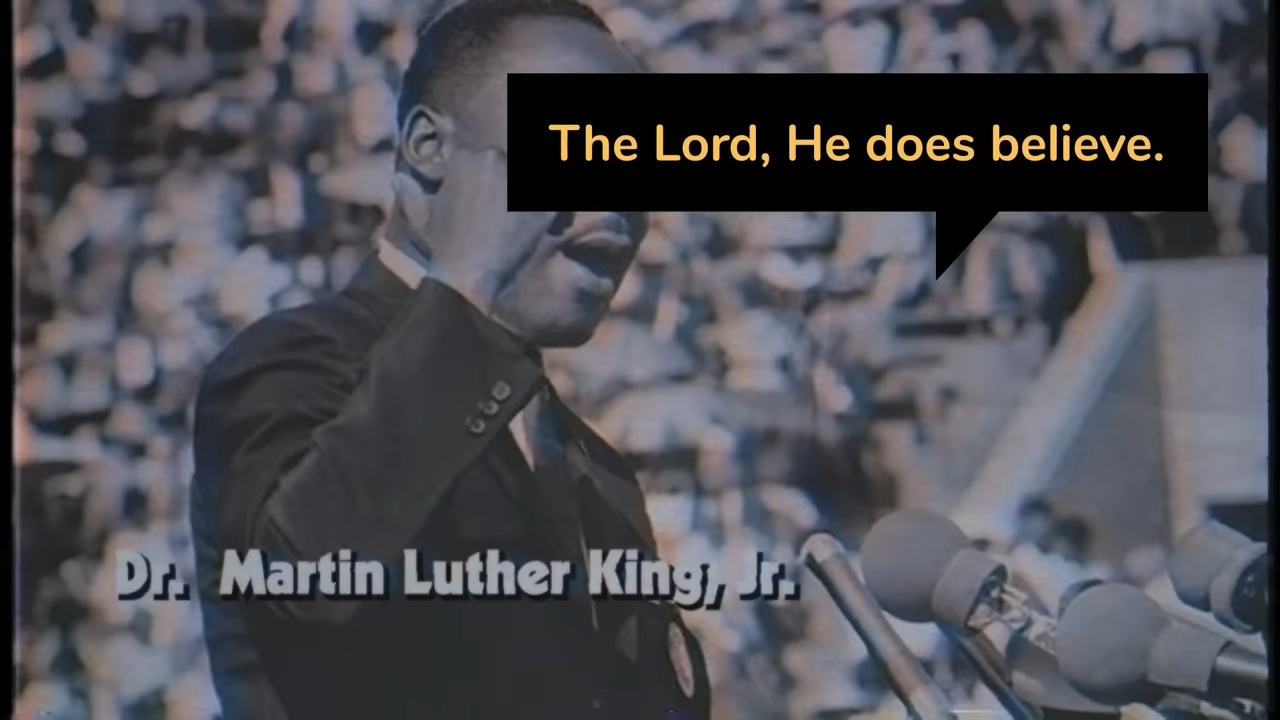 The Lord, He does believe.
Dr. Martin Luther King, Jr.